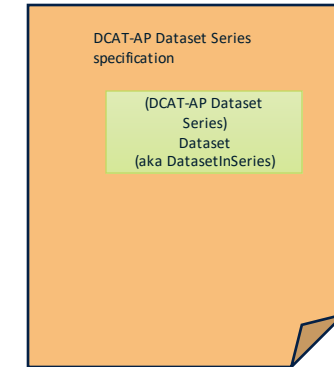 DCAT-AP Dataset Series
specification
(DCAT-AP Dataset
Series)
Dataset
(aka DatasetInSeries)